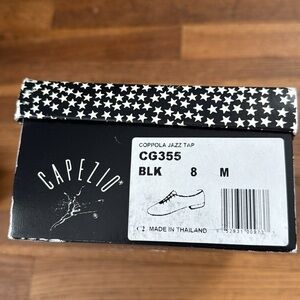 COPPOLA JAZZ TAP
CG355
BLK 8 M
CAPEZIO®
MADE IN THAILAND